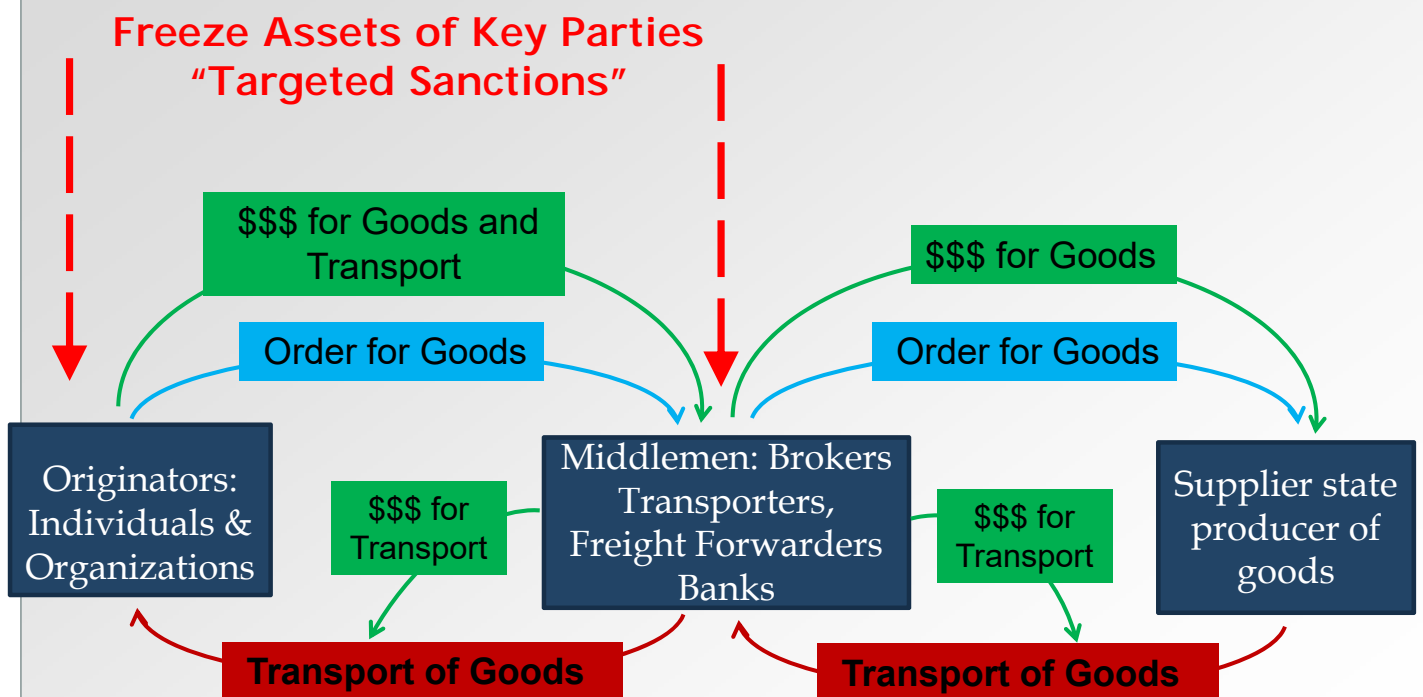 Freeze Assets of Key Parties
“Targeted Sanctions”
$$$ for Goods and
Transport
$$$ for Goods
Order for Goods
Order for Goods
Originators:
Individuals &
Organizations
Middlemen: Brokers
Transporters,
Freight Forwarders
Banks
Supplier state
producer of
goods
$$$ for
Transport
$$$ for
Transport
Transport of Goods
Transport of Goods